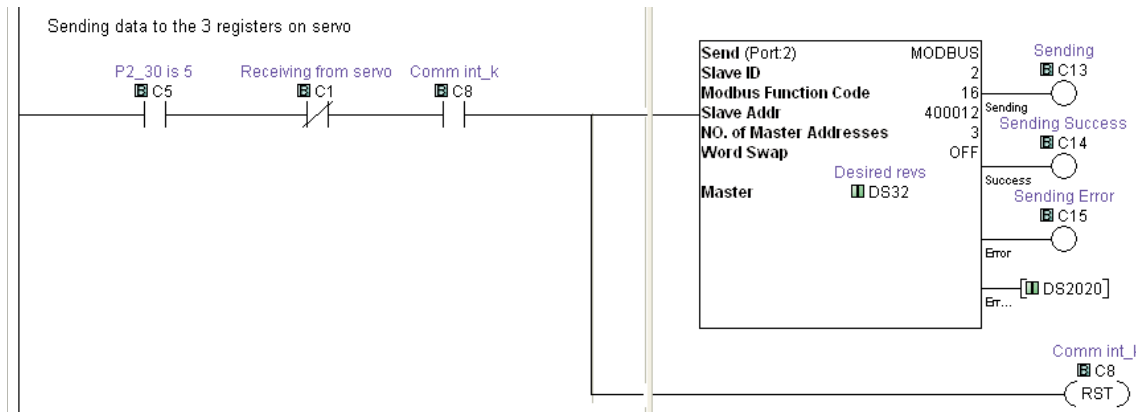 Sending data to the 3 registers on servo
P2_30 is 5 Receiving from servo Comm int_k
B C5 B C1 B C8
Send (Port:2) MODBUS
Slave ID 2
Modbus Function Code 16
Slave Addr 400012
NO. of Master Addresses 3
Word Swap OFF
Desired revs
Master I DS32
Sending
B C13
Sending
Sending Success
B C14
Success
Sending Error
B C15
Error
I DS2020
Err...
Comm int_k
B C8
RST